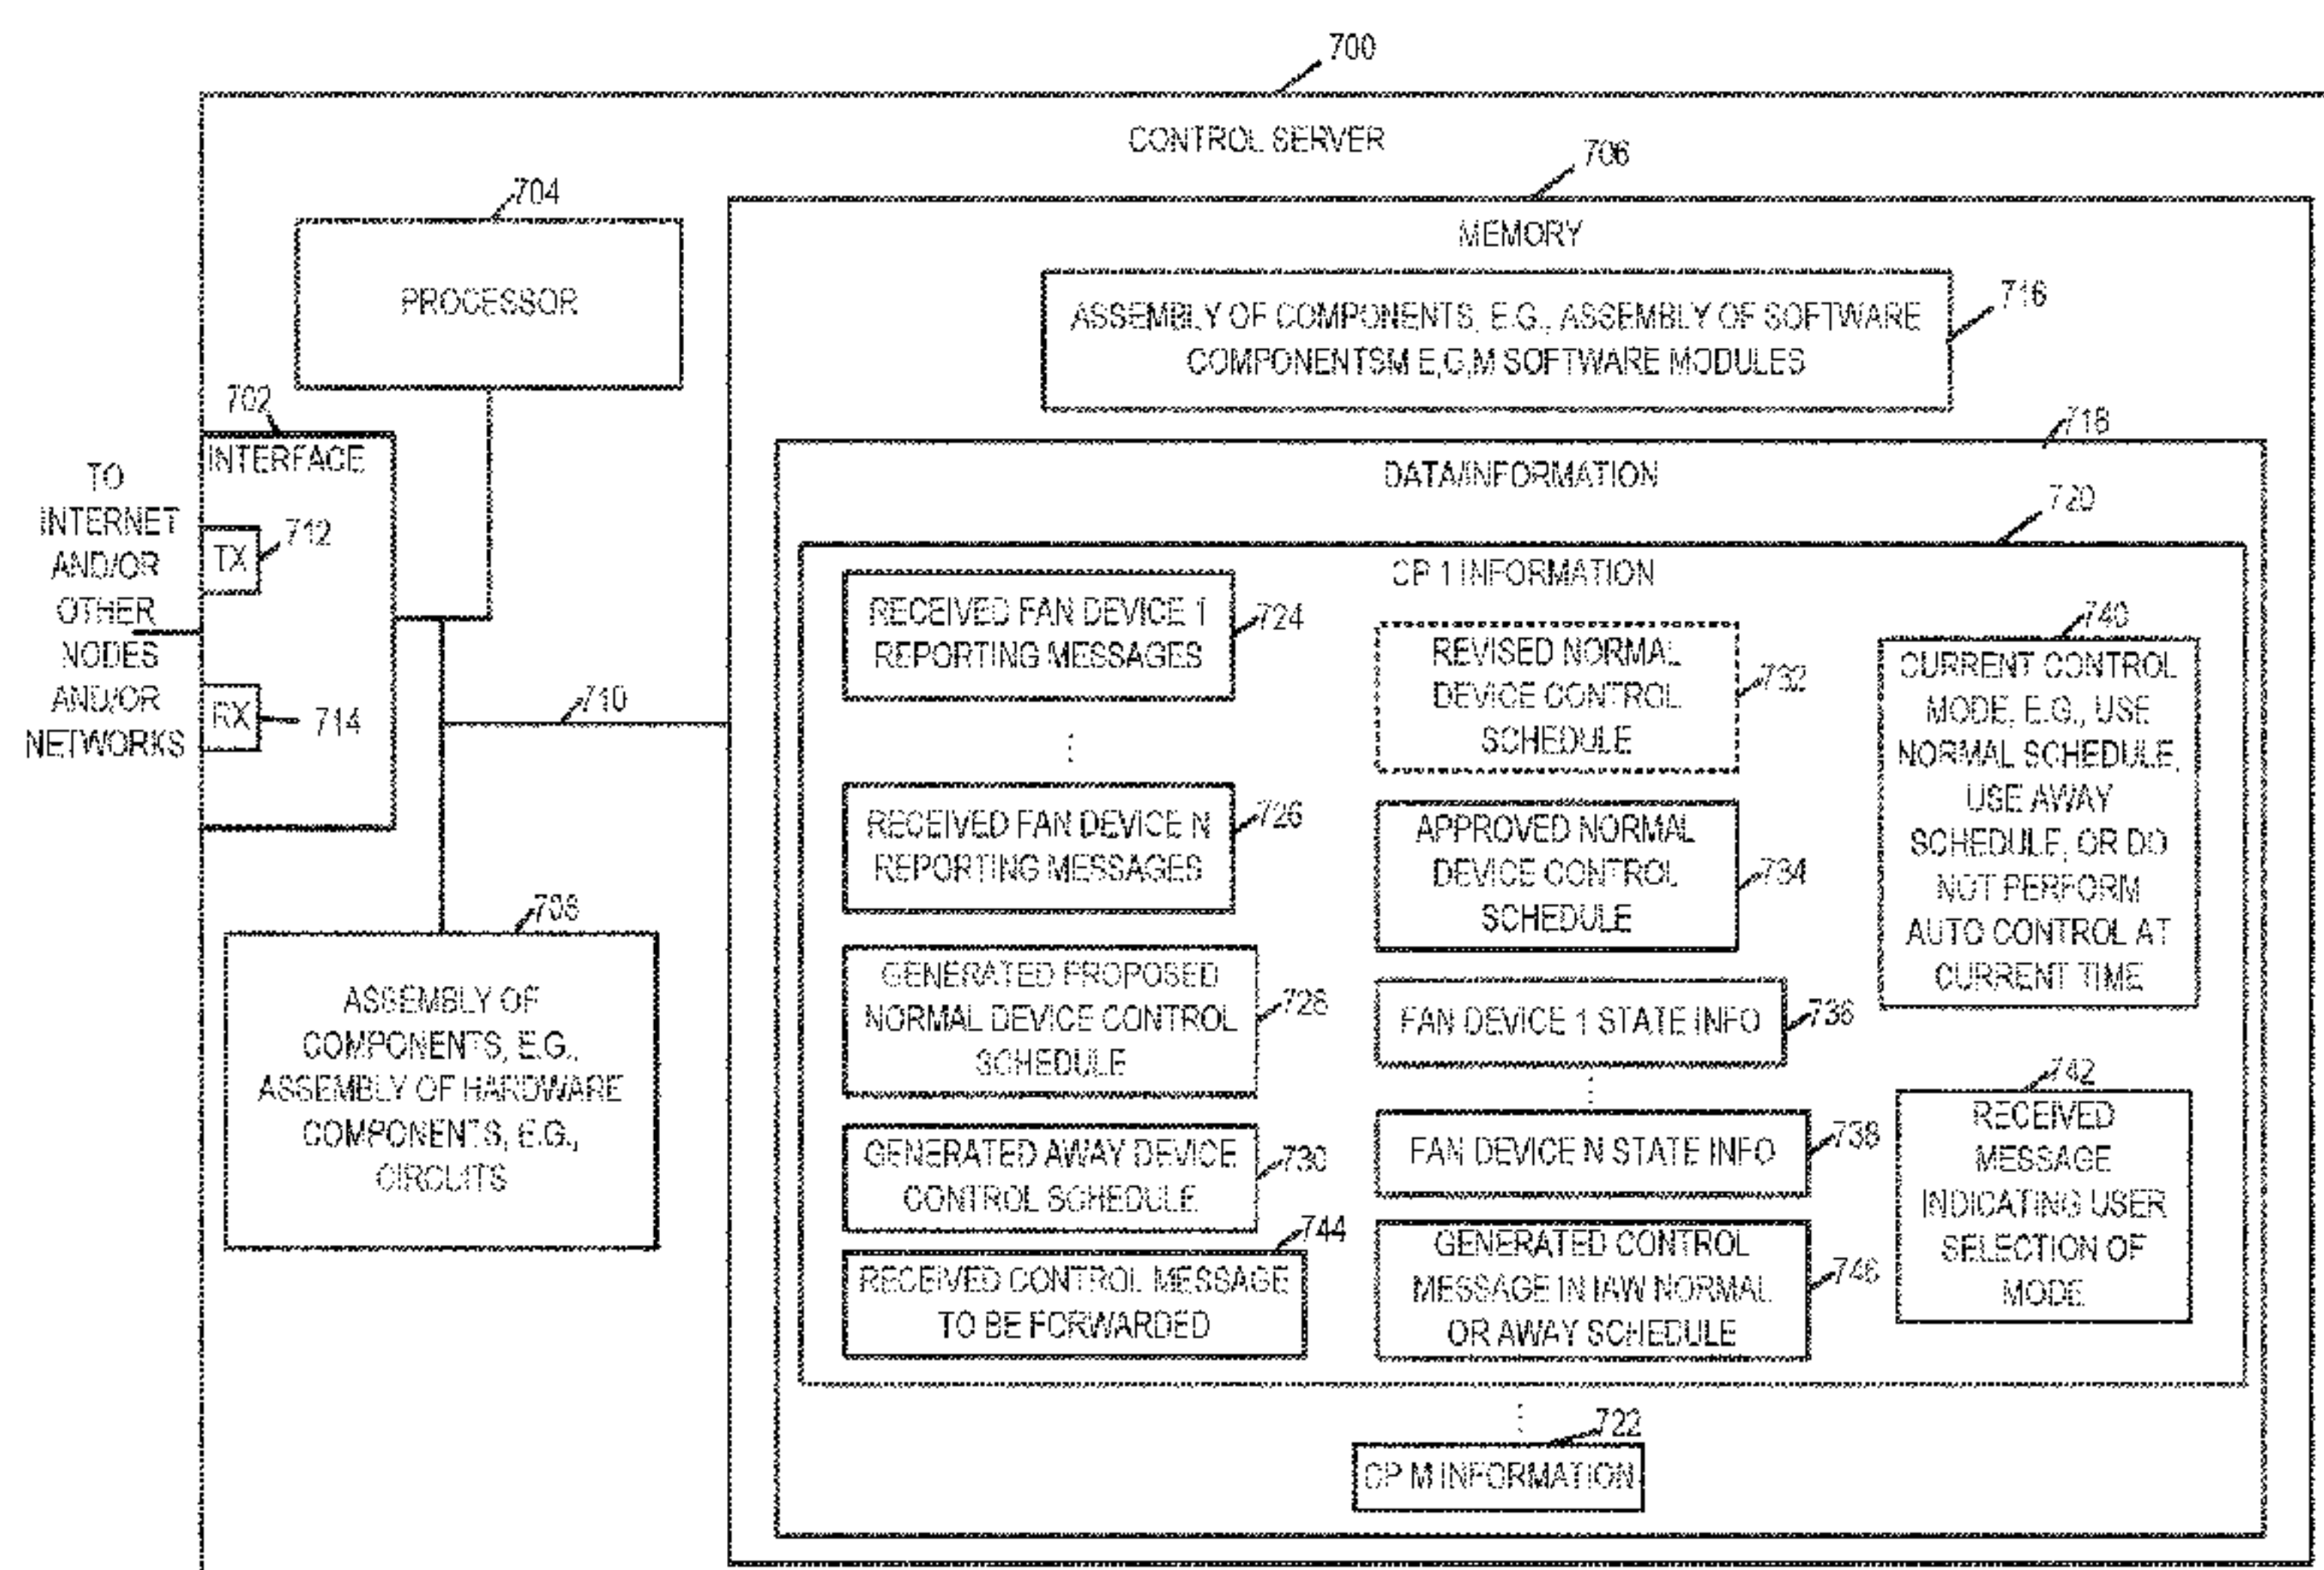 700
CONTROL SERVER
706
704
MEMORY
PROCESSOR
716
ASSEMBLY OF COMPONENTS, E.G., ASSEMBLY OF SOFTWARE
COMPONENTSM E,G,M SOFTWARE MODULES
702
INTERFACE
TO
INTERNET
AND/OR
OTHER
NODES
AND/OR
NETWORKS
TX
712
RX
714
710
708
ASSEMBLY OF
COMPONENTS, E.G.,
ASSEMBLY OF HARDWARE
COMPONENTS, E.G.,
CIRCUITS
718
DATA/INFORMATION
720
CP 1 INFORMATION
RECEIVED FAN DEVICE 1
REPORTING MESSAGES
724
⋮
RECEIVED FAN DEVICE N
REPORTING MESSAGES
726
GENERATED PROPOSED
NORMAL DEVICE CONTROL
SCHEDULE
728
GENERATED AWAY DEVICE
CONTROL SCHEDULE
730
744
RECEIVED CONTROL MESSAGE
TO BE FORWARDED
REVISED NORMAL
DEVICE CONTROL
SCHEDULE
732
APPROVED NORMAL
DEVICE CONTROL
SCHEDULE
734
FAN DEVICE 1 STATE INFO
736
⋮
FAN DEVICE N STATE INFO
738
GENERATED CONTROL
MESSAGE IN IAW NORMAL
OR AWAY SCHEDULE
746
740
CURRENT CONTROL
MODE, E.G., USE
NORMAL SCHEDULE,
USE AWAY
SCHEDULE, OR DO
NOT PERFORM
AUTO CONTROL AT
CURRENT TIME
742
RECEIVED
MESSAGE
INDICATING USER
SELECTION OF
MODE
⋮
722
CP M INFORMATION